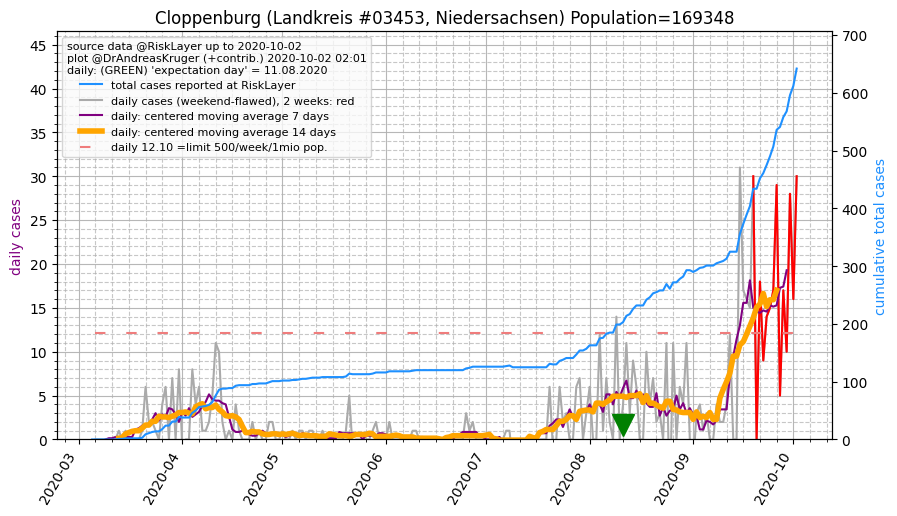 Cloppenburg (Landkreis #03453, Niedersachsen) Population=169348
source data @RiskLayer up to 2020-10-02
plot @DrAndreasKruger (+contrib.) 2020-10-02 02:01
daily: (GREEN) 'expectation day' = 11.08.2020
total cases reported at RiskLayer
daily cases (weekend-flawed), 2 weeks: red
daily: centered moving average 7 days
daily: centered moving average 14 days
daily 12.10 =limit 500/week/1mio pop.
daily cases
45
40
35
30
25
20
15
10
5
0
cumulative total cases
700
600
500
400
300
200
100
0
2020-03
2020-04
2020-05
2020-06
2020-07
2020-08
2020-09
2020-10